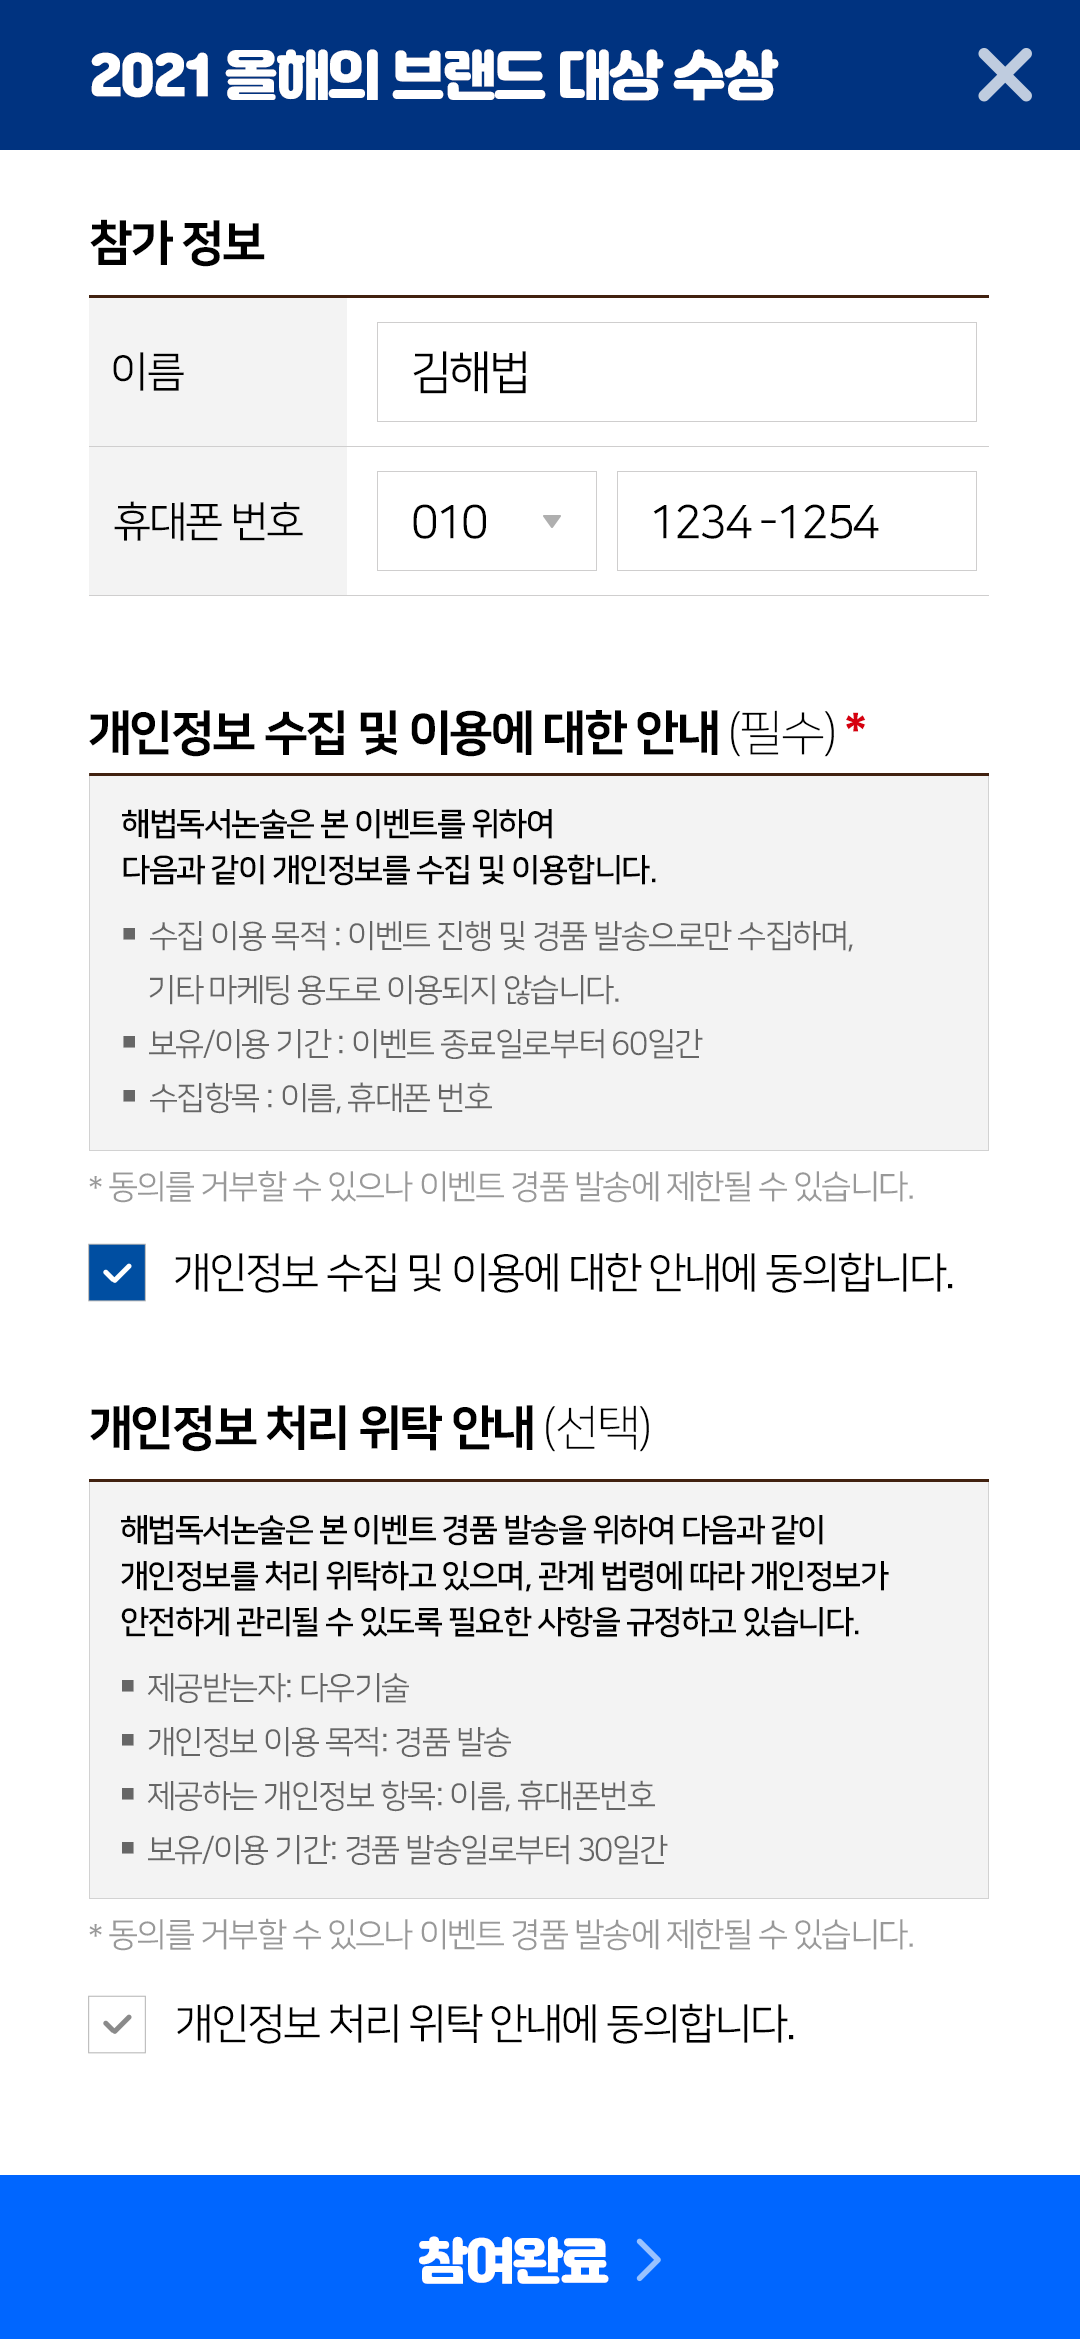 2021 올해의 브랜드 대상 수상
참가 정보
이름
김해법
휴대폰 번호
010
1234 -1254
개인정보 수집 및 이용에 대한 안내 (필수) *
해법독서논술은 본 이벤트를 위하여
다음과 같이 개인정보를 수집 및 이용합니다.
■ 수집 이용 목적 : 이벤트 진행 및 경품 발송으로만 수집하며,
기타 마케팅 용도로 이용되지 않습니다.
■ 보유/이용 기간 : 이벤트 종료일로부터 60일간
■ 수집항목 : 이름, 휴대폰 번호
* 동의를 거부할 수 있으나 이벤트 경품 발송에 제한될 수 있습니다.
개인정보 수집 및 이용에 대한 안내에 동의합니다.
개인정보 처리 위탁 안내 (선택)
해법독서논술은 본 이벤트 경품 발송을 위하여 다음과 같이
개인정보를 처리 위탁하고 있으며, 관계 법령에 따라 개인정보가
안전하게 관리될 수 있도록 필요한 사항을 규정하고 있습니다.
■ 제공받는자: 다우기술
■ 개인정보 이용 목적: 경품 발송
■ 제공하는 개인정보 항목: 이름, 휴대폰번호
■ 보유/이용 기간: 경품 발송일로부터 30일간
* 동의를 거부할 수 있으나 이벤트 경품 발송에 제한될 수 있습니다.
개인정보 처리 위탁 안내에 동의합니다.
참여완료